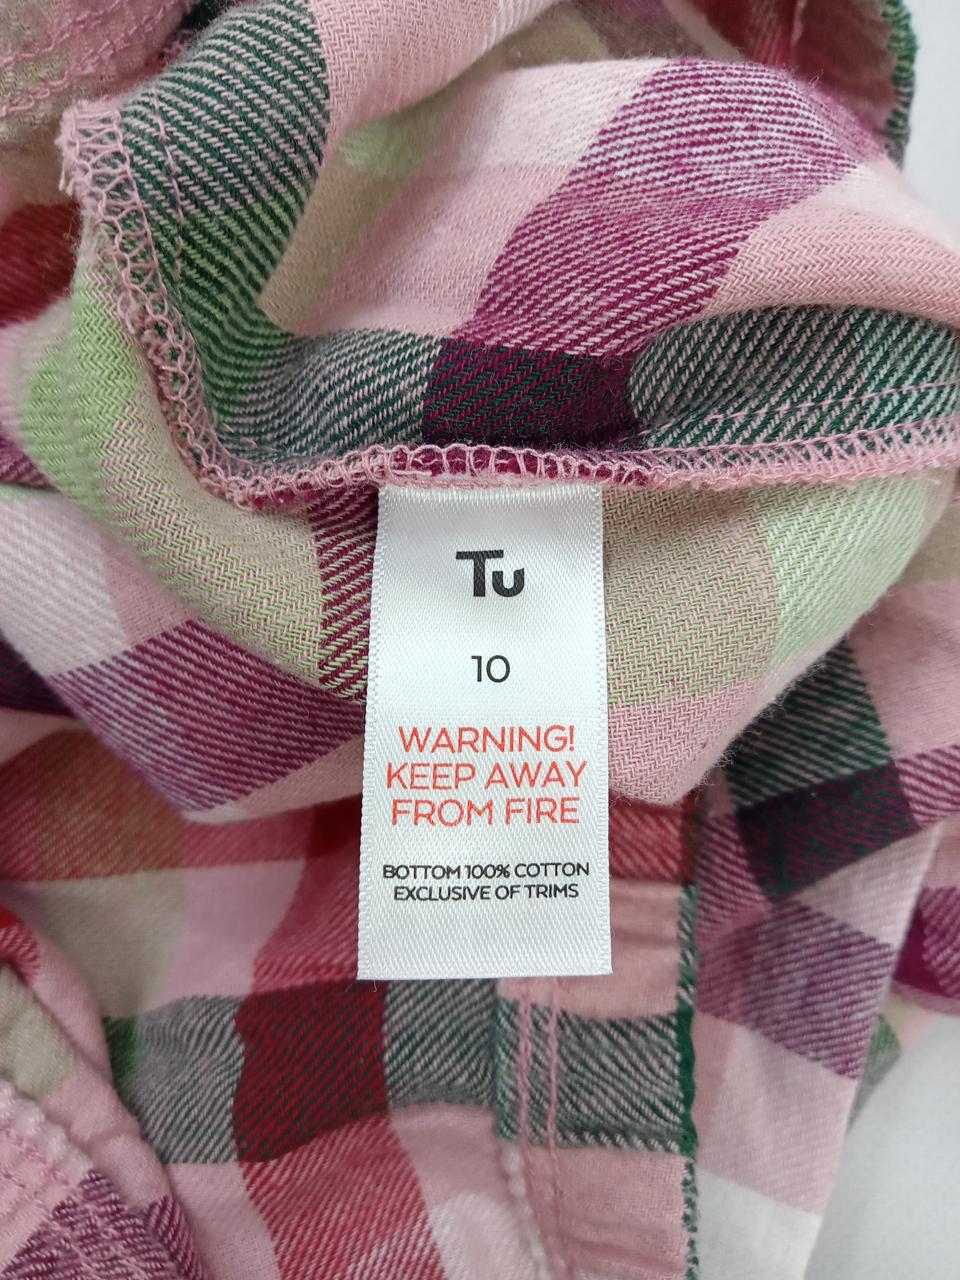 Tu
10
WARNING!
KEEP AWAY
FROM FIRE
BOTTOM 100% COTTON
EXCLUSIVE OF TRIMS